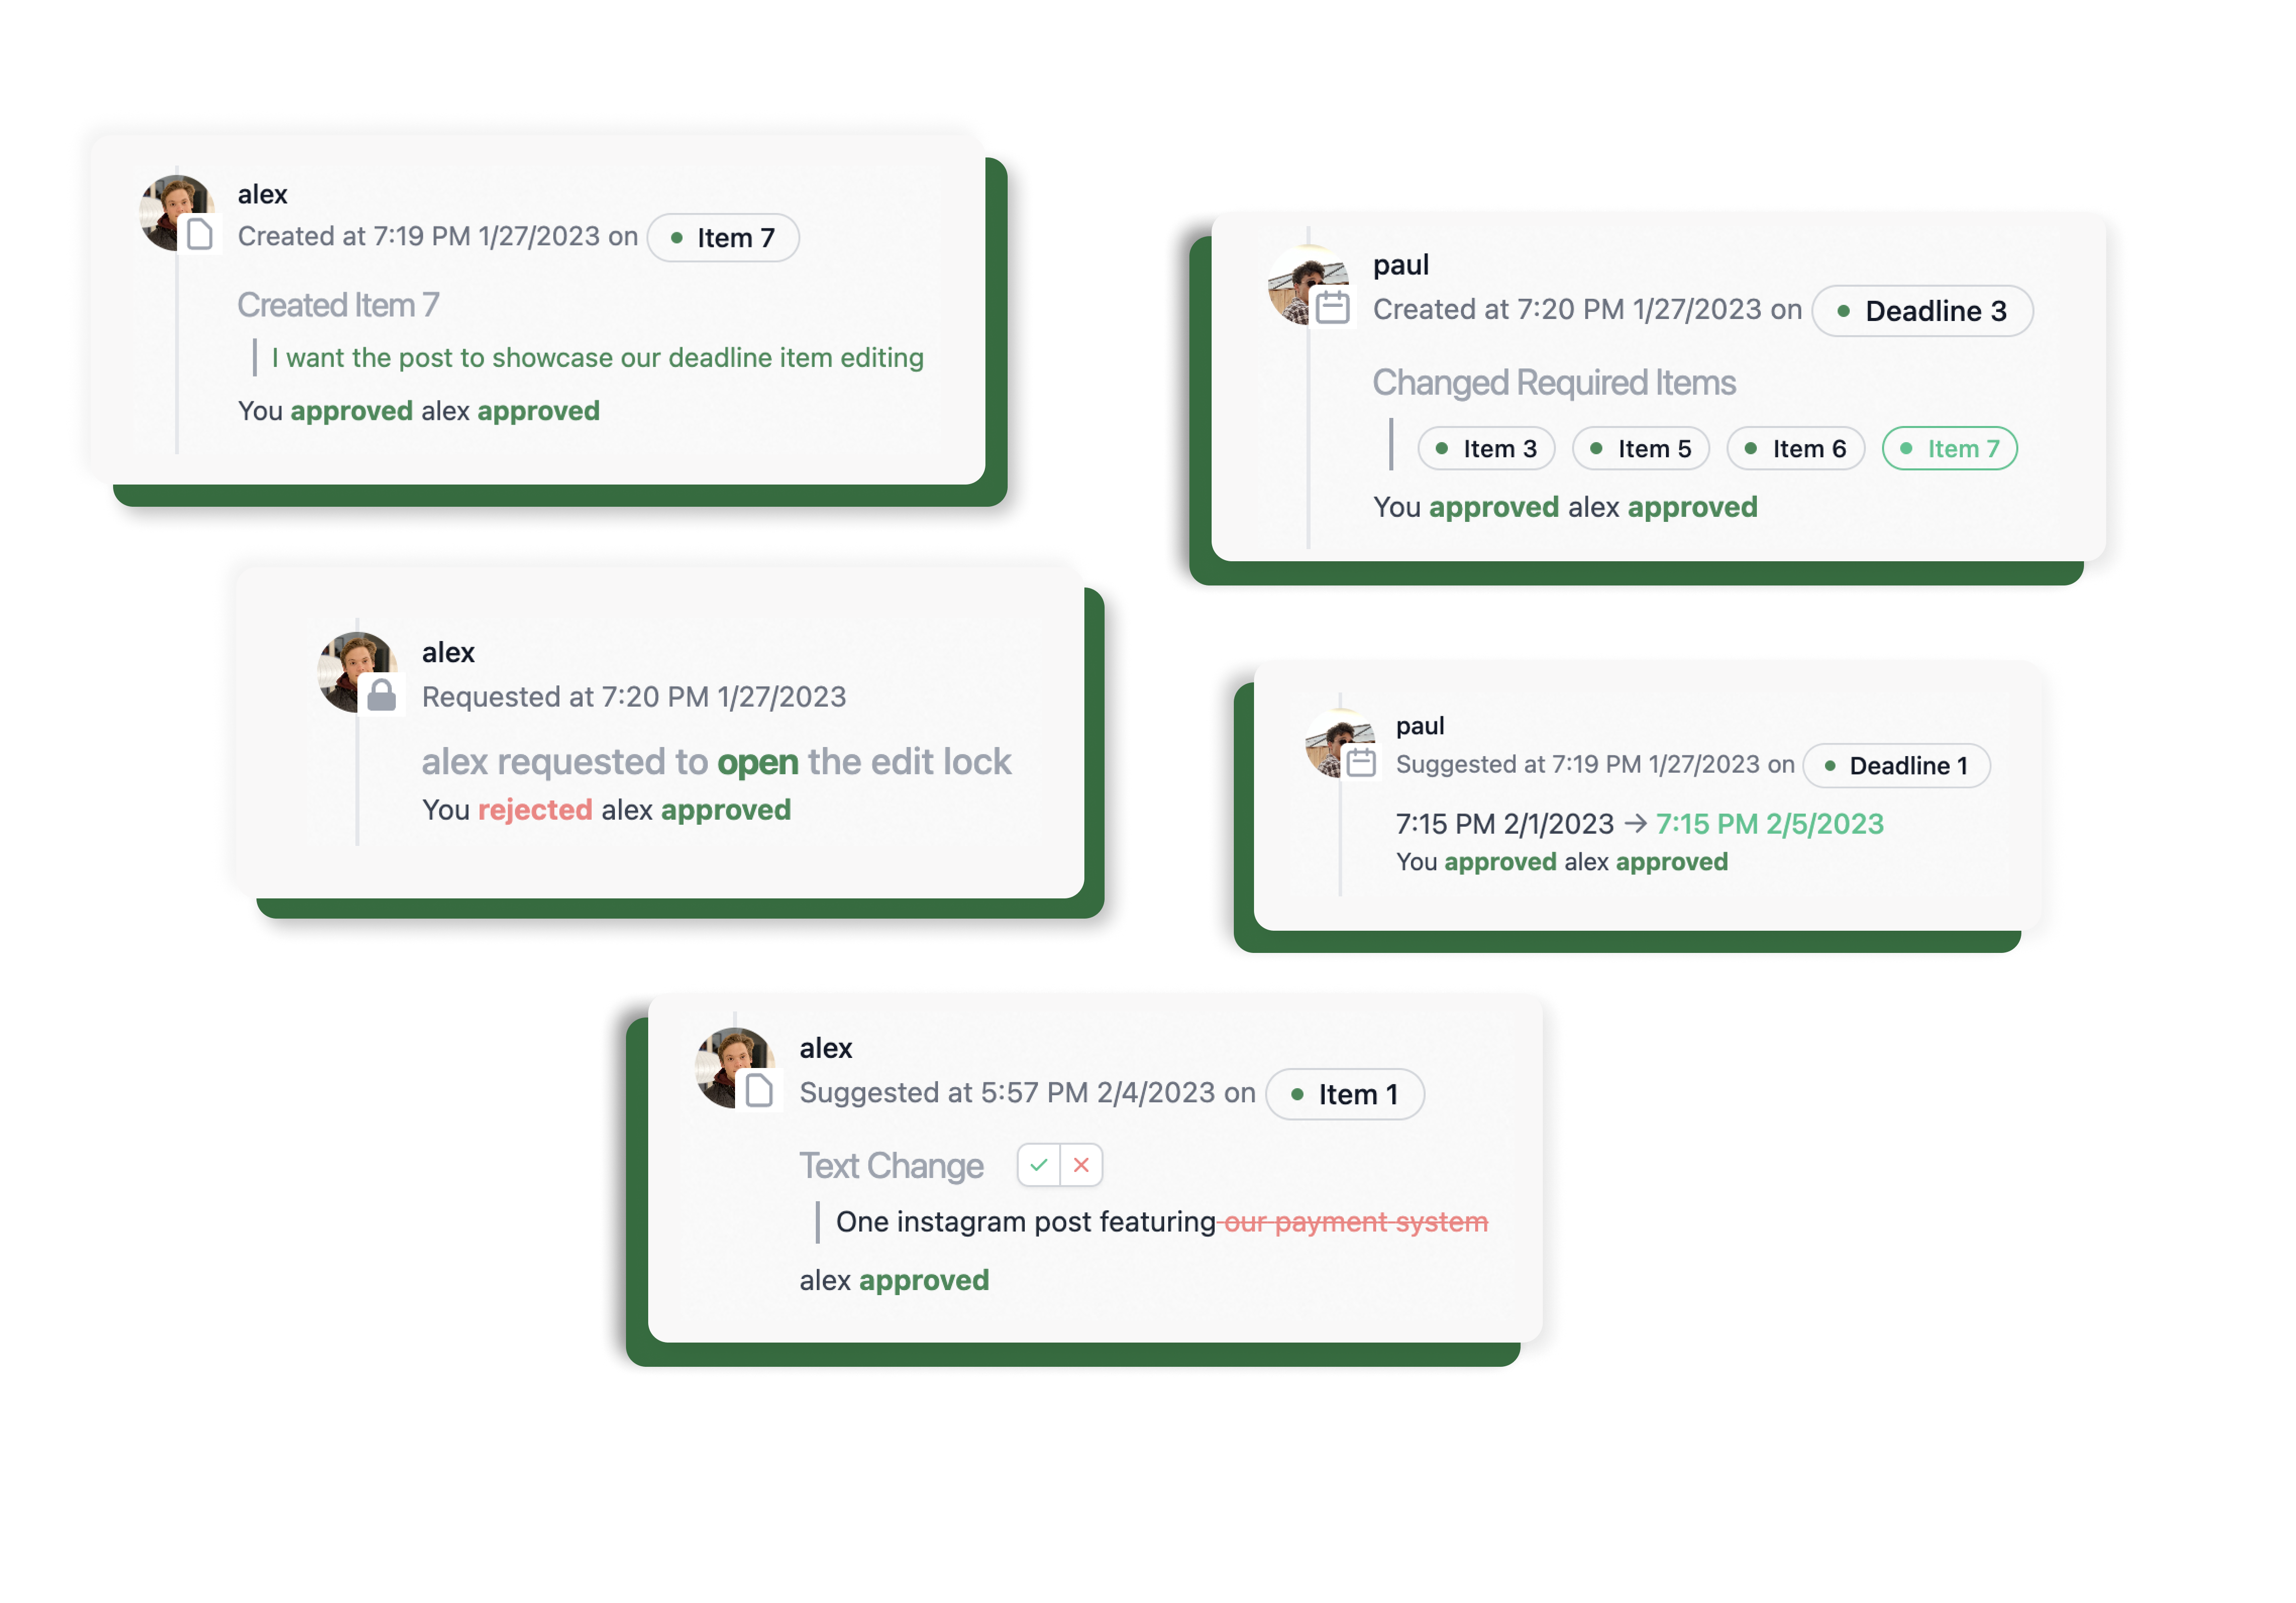 alex
Created at 7:19 PM 1/27/2023 on Item 7
Created Item 7
I want the post to showcase our deadline item editing
You approved alex approved
paul
Created at 7:20 PM 1/27/2023 on Deadline 3
Changed Required Items
Item 3 Item 5 Item 6 Item 7
You approved alex approved
alex
Requested at 7:20 PM 1/27/2023
alex requested to open the edit lock
You rejected alex approved
paul
Suggested at 7:19 PM 1/27/2023 on Deadline 1
7:15 PM 2/1/2023 → 7:15 PM 2/5/2023
You approved alex approved
alex
Suggested at 5:57 PM 2/4/2023 on Item 1
Text Change
One instagram post featuring our payment system
alex approved